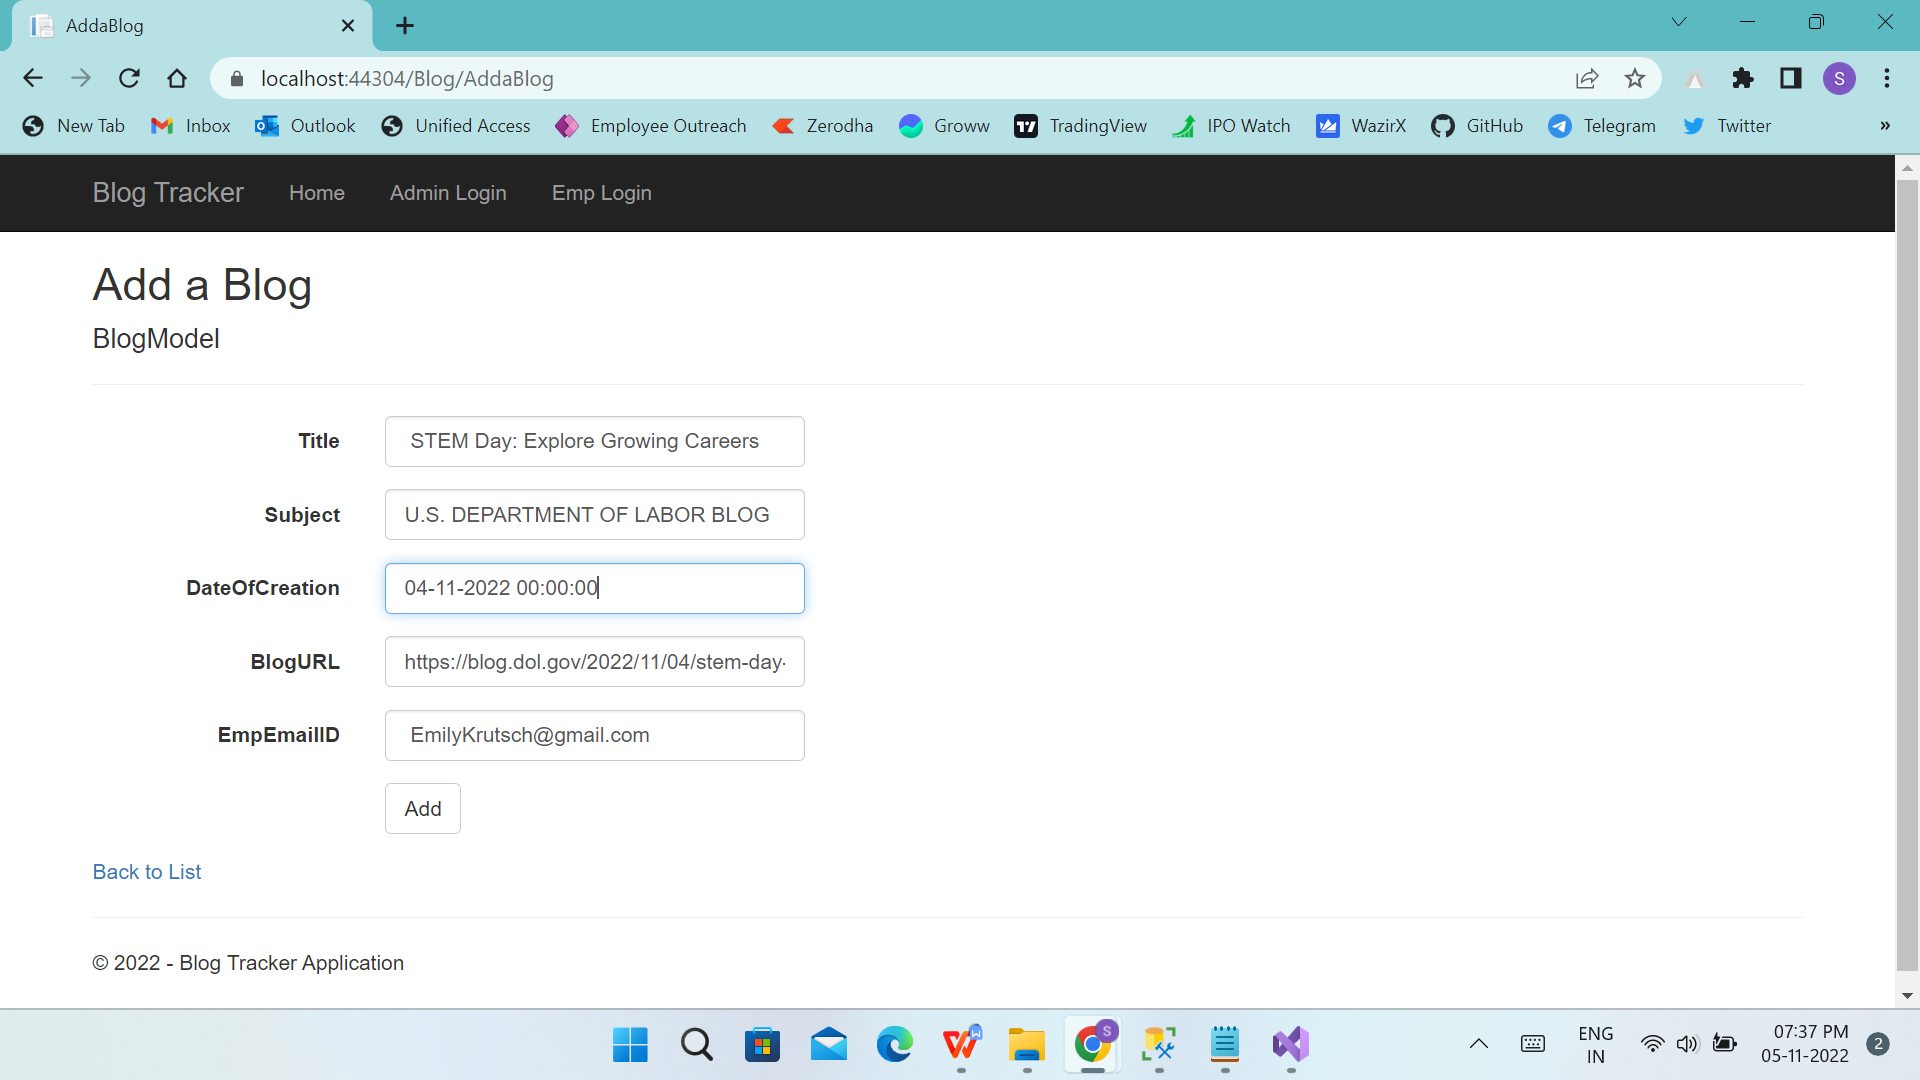 AddaBlog
localhost:44304/Blog/AddaBlog
S
New Tab Inbox Outlook Unified Access Employee Outreach Zerodha Groww TradingView IPO Watch WazirX GitHub Telegram Twitter »
Blog Tracker Home Admin Login Emp Login
Add a Blog
BlogModel
Title STEM Day: Explore Growing Careers
Subject U.S. DEPARTMENT OF LABOR BLOG
DateOfCreation 04-11-2022 00:00:00
BlogURL https://blog.dol.gov/2022/11/04/stem-day-
EmpEmailID EmilyKrutsch@gmail.com
Add
Back to List
© 2022 - Blog Tracker Application
S
ENG
IN
07:37 PM
05-11-2022
2